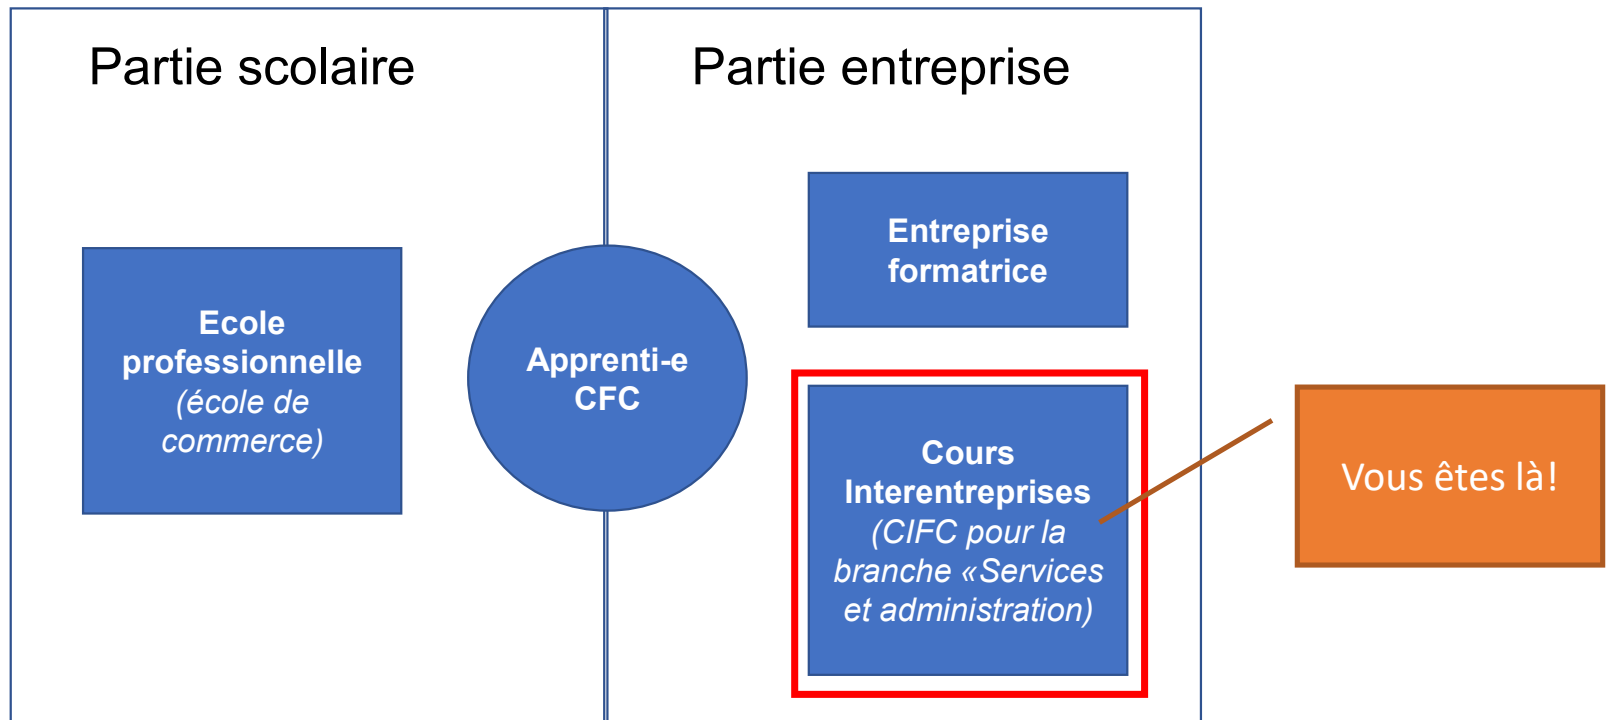 Partie scolaire
Partie entreprise
Ecole
professionnelle
(école de
commerce)
Apprenti-e
CFC
Entreprise
formatrice
Cours
Interentreprises
(CIFC pour la
branche «Services
et administration)
Vous êtes là!